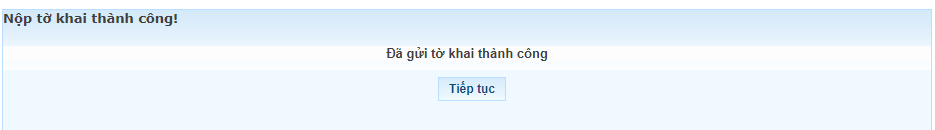 Nộp tờ khai thành công!
Đã gửi tờ khai thành công
Tiếp tục